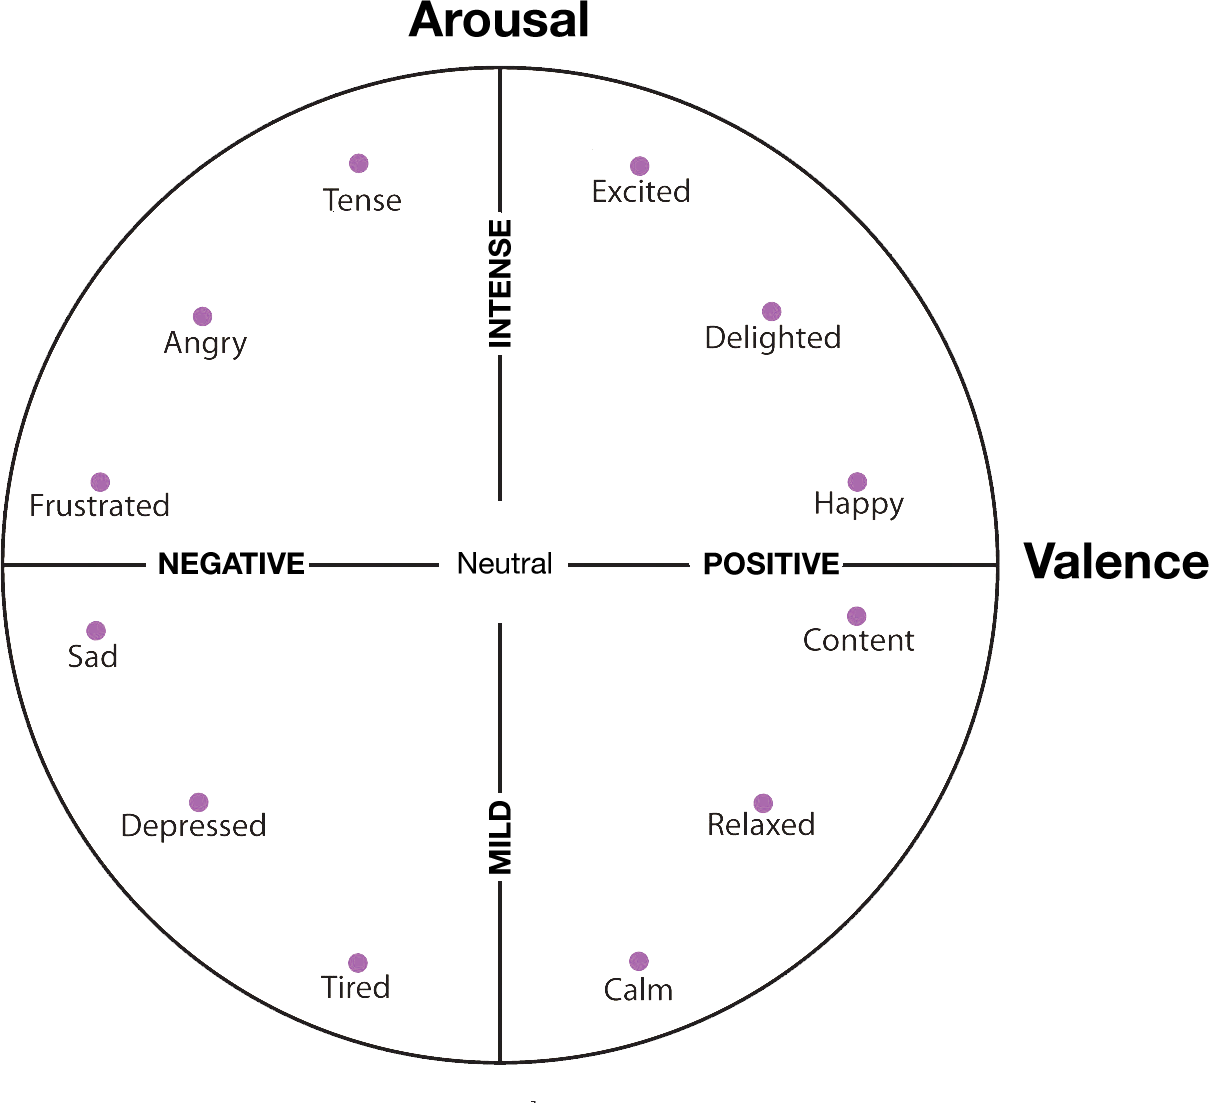 Arousal
Tense
Excited
INTENSE
Angry
Delighted
Frustrated
Happy
NEGATIVE
Neutral
POSITIVE
Valence
Sad
Content
Depressed
MILD
Relaxed
Tired
Calm